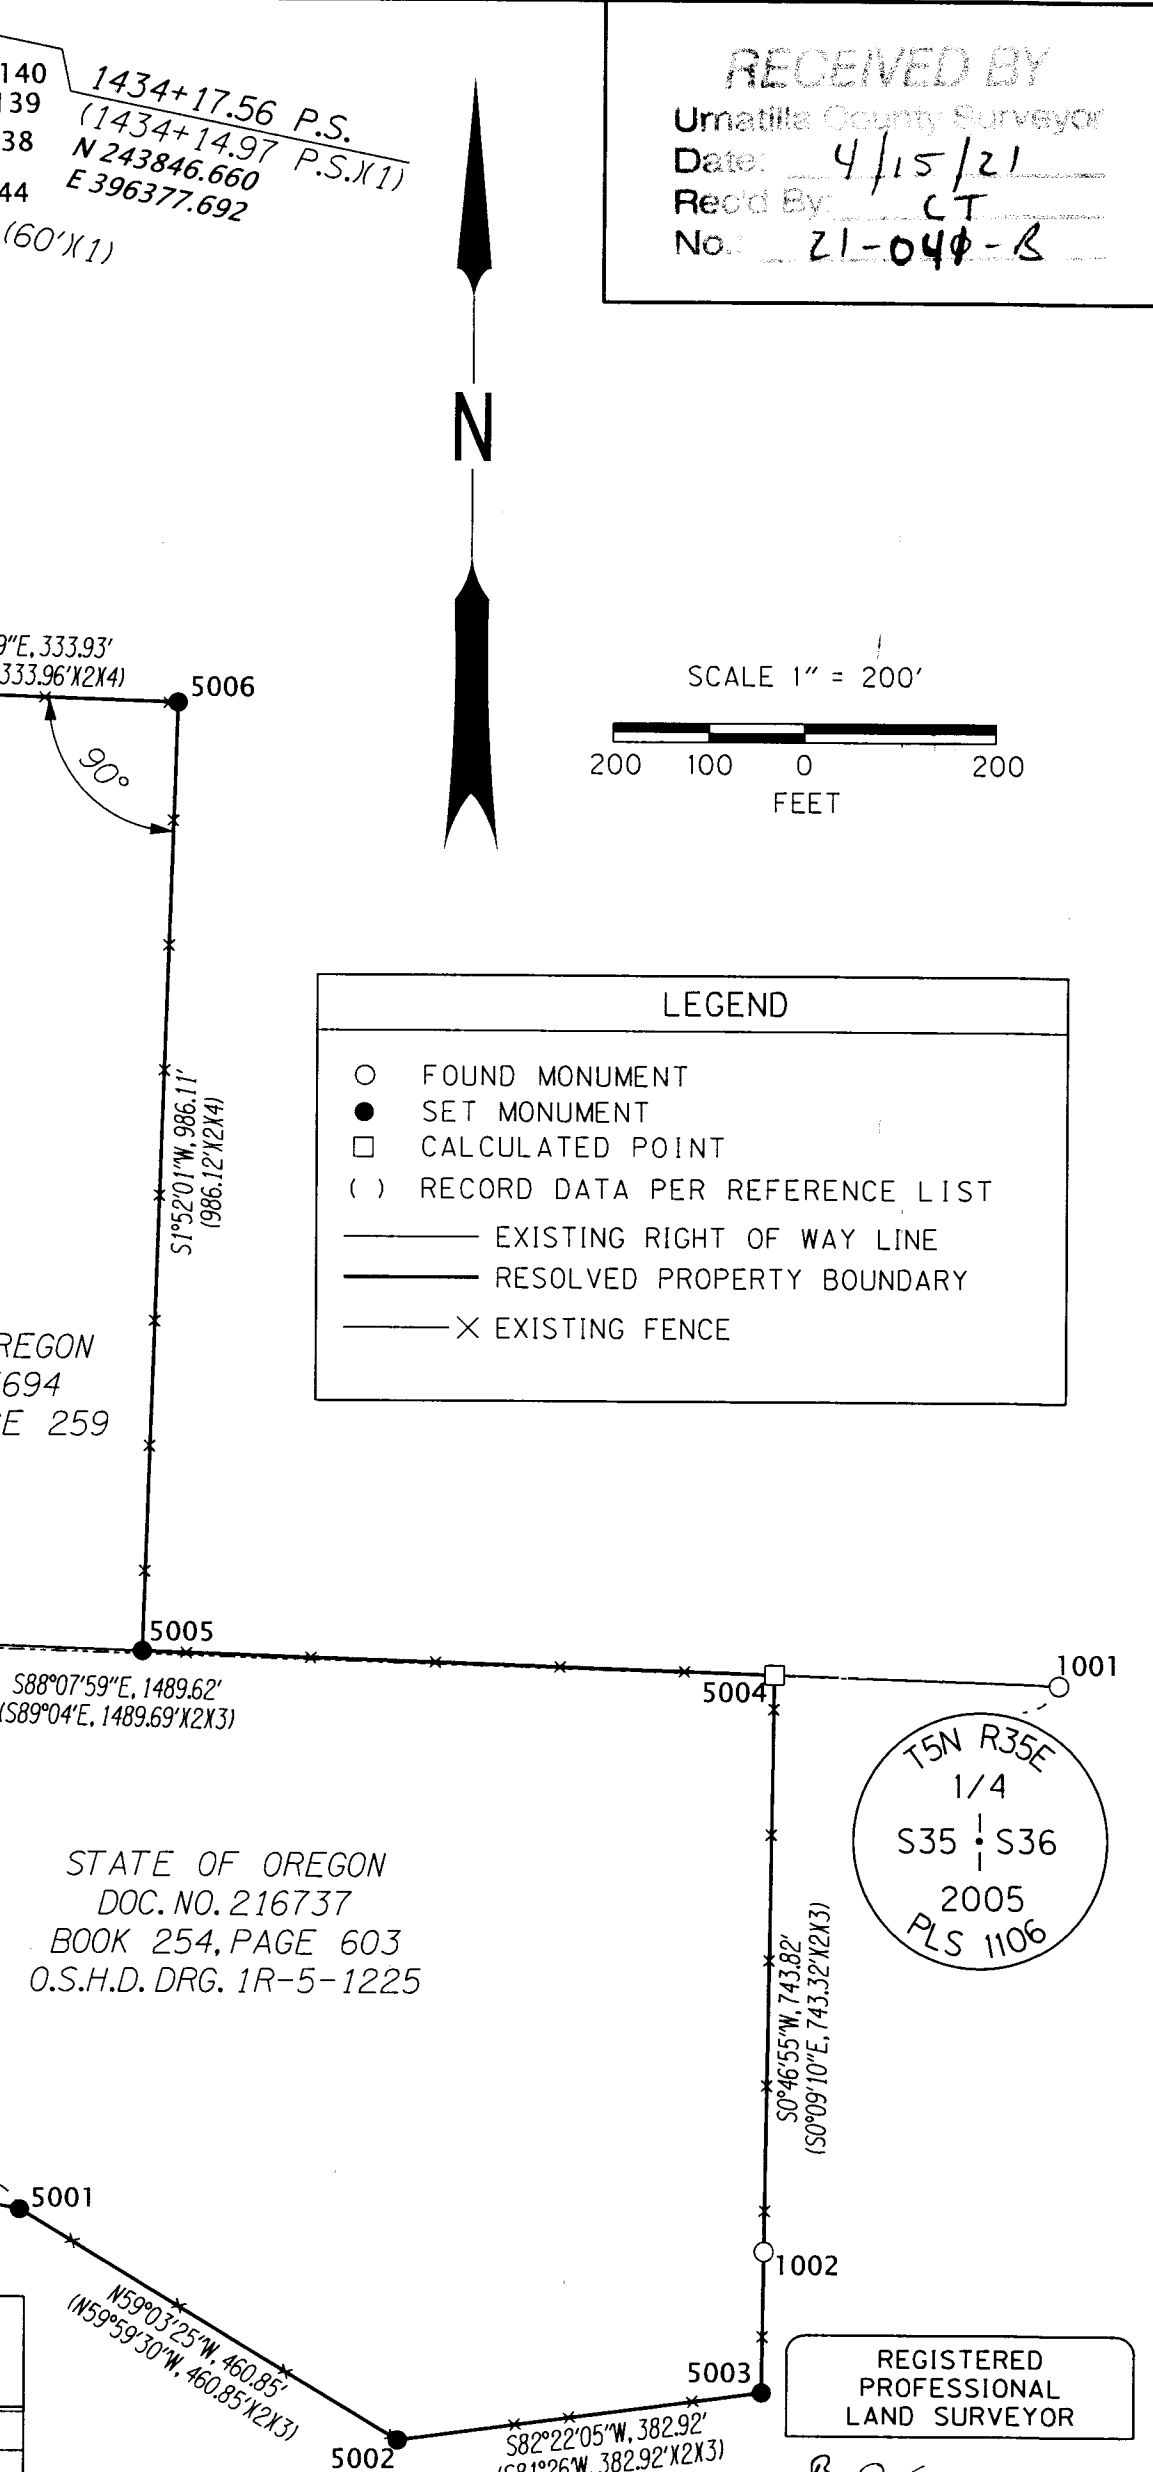 140
139
38
44
(60')(1)
1434+17.56 P.S.
(1434+14.97 P.S.)(1)
N 243846.660
E 396377.692
RECEIVED BY
Umatilla County Surveyor
Date: 4/15/21
Rec'd By: CT
No.: 21-040-B
N
9"E, 333.93'
333.96')(2)(4)
5006
90°
SCALE 1" = 200'
200 100 0 200
FEET
LEGEND
FOUND MONUMENT
SET MONUMENT
CALCULATED POINT
( ) RECORD DATA PER REFERENCE LIST
EXISTING RIGHT OF WAY LINE
RESOLVED PROPERTY BOUNDARY
EXISTING FENCE
S1°52'01"W, 986.11'
(986.12')(2)(4)
REGON
694
E 259
5005
S88°07'59"E, 1489.62'
(S89°04'E, 1489.69')(2)(3)
5004
1001
T5N R35E
1/4
S35 S36
2005
PLS 1106
STATE OF OREGON
DOC. NO. 216737
BOOK 254, PAGE 603
O.S.H.D. DRG. 1R-5-1225
S0°46'55"W, 743.82'
(S0°09'10"E, 743.32')(2)(3)
5001
1002
N59°03'25"W, 460.85'
(N59°59'30"W, 460.85')(2)(3)
5003
5002
S82°22'05"W, 382.92'
(S81°26'W, 382.92')(2)(3)
REGISTERED
PROFESSIONAL
LAND SURVEYOR